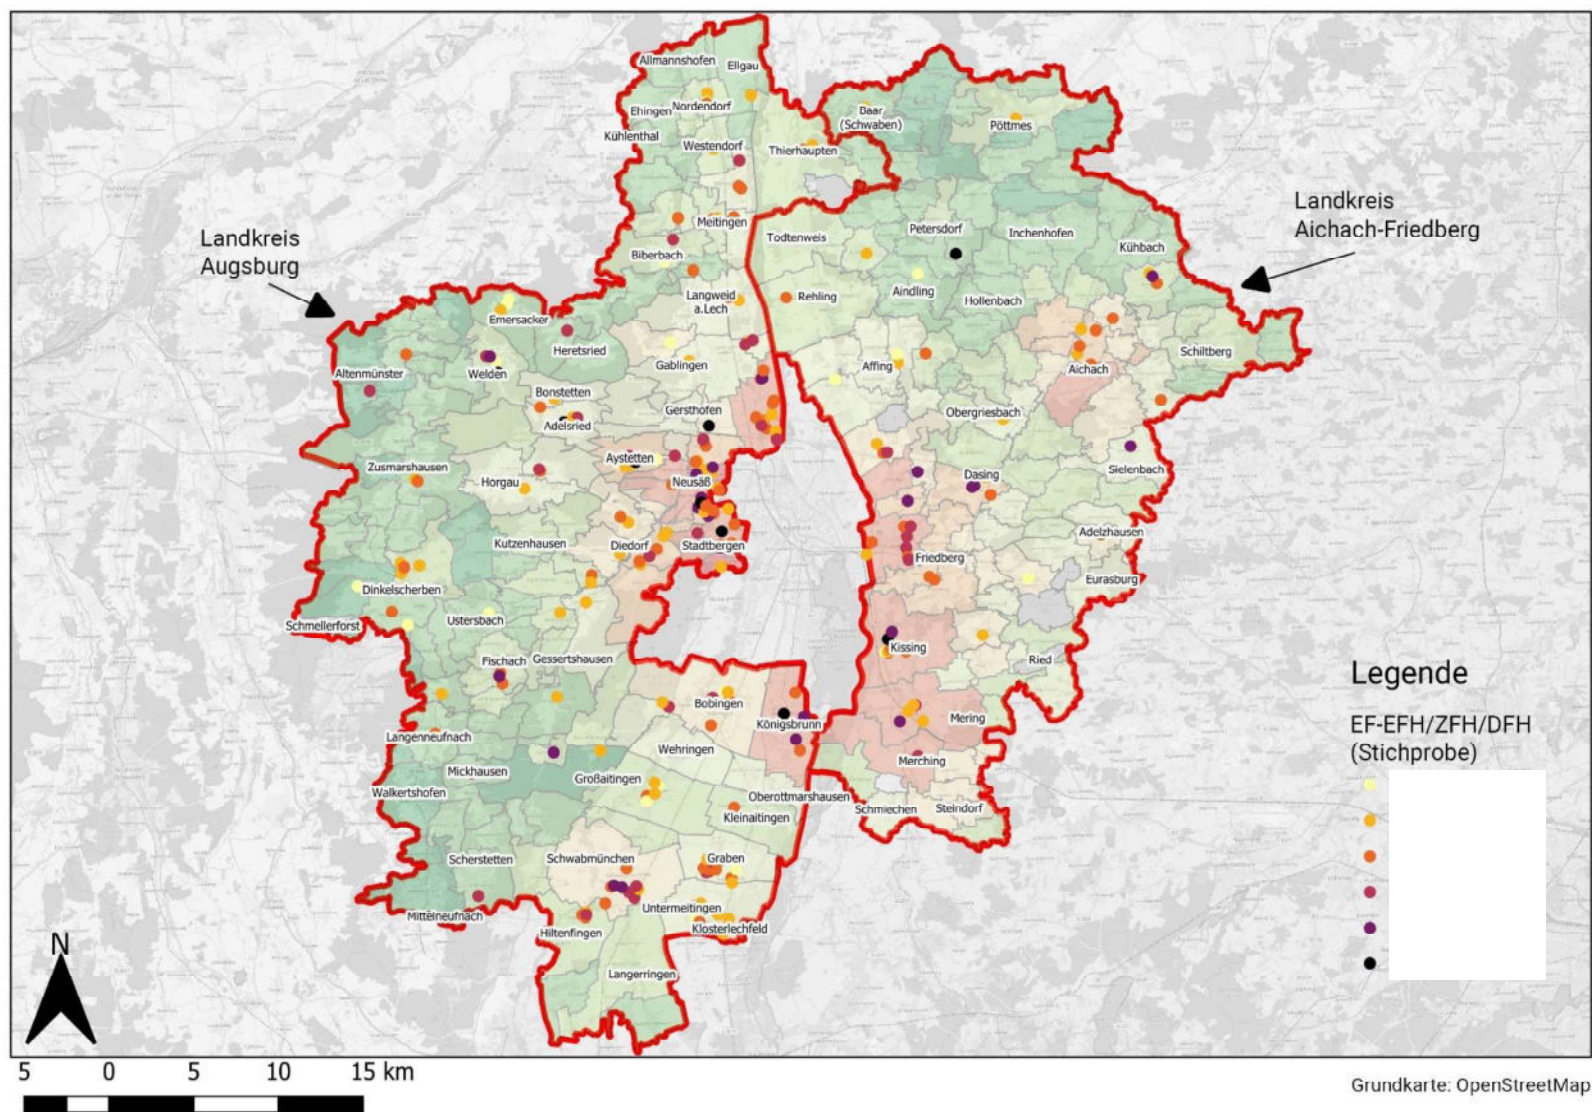 Allmannshofen
Ellgau
Ehingen
Nordendorf
Kühlenthal
Westendorf
Thierhaupten
Baar
(Schwaben)
Pöttmes
Landkreis
Augsburg
Landkreis
Aichach-Friedberg
Meitingen
Biberbach
Todtenweis
Petersdorf
Inchenhofen
Kühbach
Langweid
a.Lech
Rehling
Aindling
Hollenbach
Emersacker
Heretsried
Altenmünster
Welden
Gablingen
Affing
Aichach
Schiltberg
Bonstetten
Adelsried
Gersthofen
Obergriesbach
Zusmarshausen
Horgau
Aystetten
Neusäß
Dasing
Sielenbach
Kutzenhausen
Diedorf
Stadtbergen
Friedberg
Adelzhausen
Eurasburg
Dinkelscherben
Ustersbach
Schmellerforst
Fischach
Gessertshausen
Kissing
Ried
Bobingen
Königsbrunn
Mering
Langenneufnach
Wehringen
Merching
Mickhausen
Großaitingen
Walkertshofen
Oberottmarshausen
Kleinaitingen
Schmiechen
Steindorf
Scherstetten
Schwabmünchen
Graben
Mittelneufnach
Untermeitingen
Hiltenfingen
Klosterlechfeld
Langerringen
Legende
EF-EFH/ZFH/DFH
(Stichprobe)
N
5 0 5 10 15 km
Grundkarte: OpenStreetMap